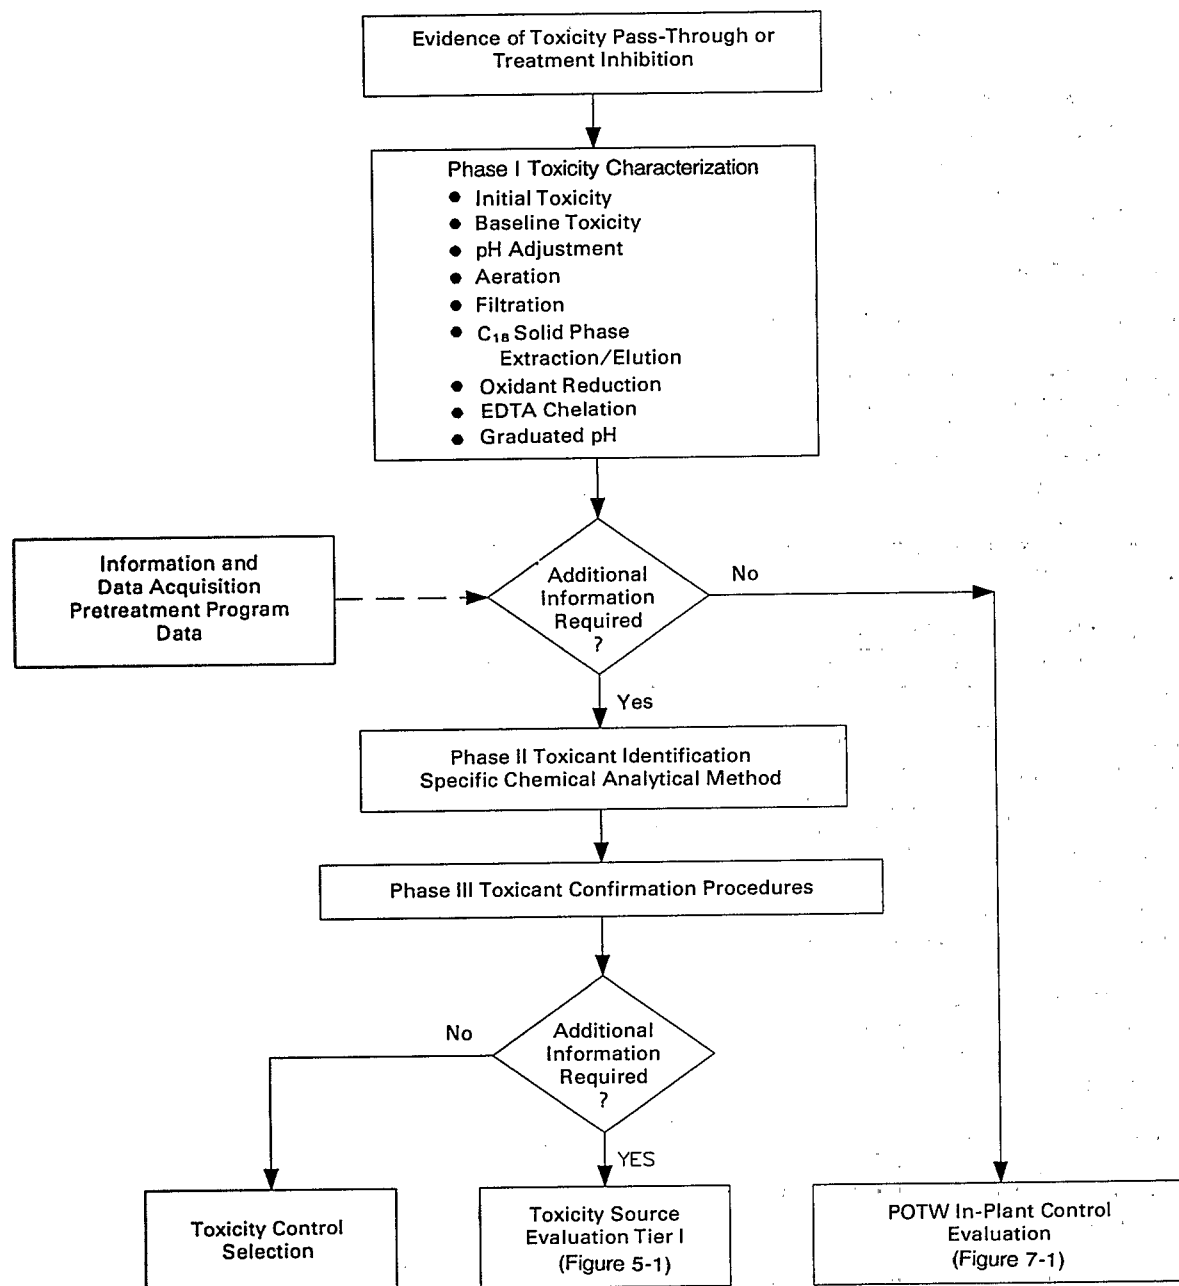 Evidence of Toxicity Pass-Through or
Treatment Inhibition
Phase I Toxicity Characterization
● Initial Toxicity
● Baseline Toxicity
● pH Adjustment
● Aeration
● Filtration
● C₁₈ Solid Phase
Extraction/Elution
● Oxidant Reduction
● EDTA Chelation
● Graduated pH
Information and
Data Acquisition
Pretreatment Program
Data
Additional
Information
Required
?
No
Yes
Phase II Toxicant Identification
Specific Chemical Analytical Method
Phase III Toxicant Confirmation Procedures
No
Additional
Information
Required
?
YES
Toxicity Control
Selection
Toxicity Source
Evaluation Tier I
(Figure 5-1)
POTW In-Plant Control
Evaluation
(Figure 7-1)